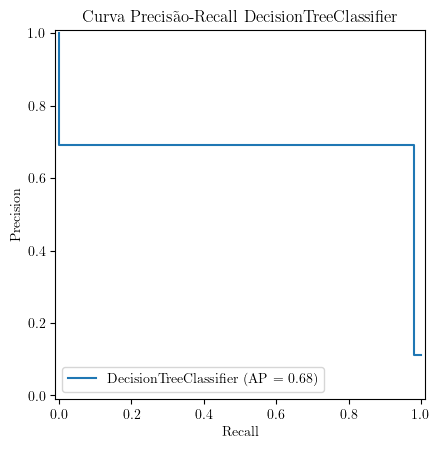 Curva Precisão-Recall DecisionTreeClassifier
1.0
0.8
0.6
0.4
0.2
0.0
Precision
DecisionTreeClassifier (AP = 0.68)
0.0 0.2 0.4 0.6 0.8 1.0
Recall